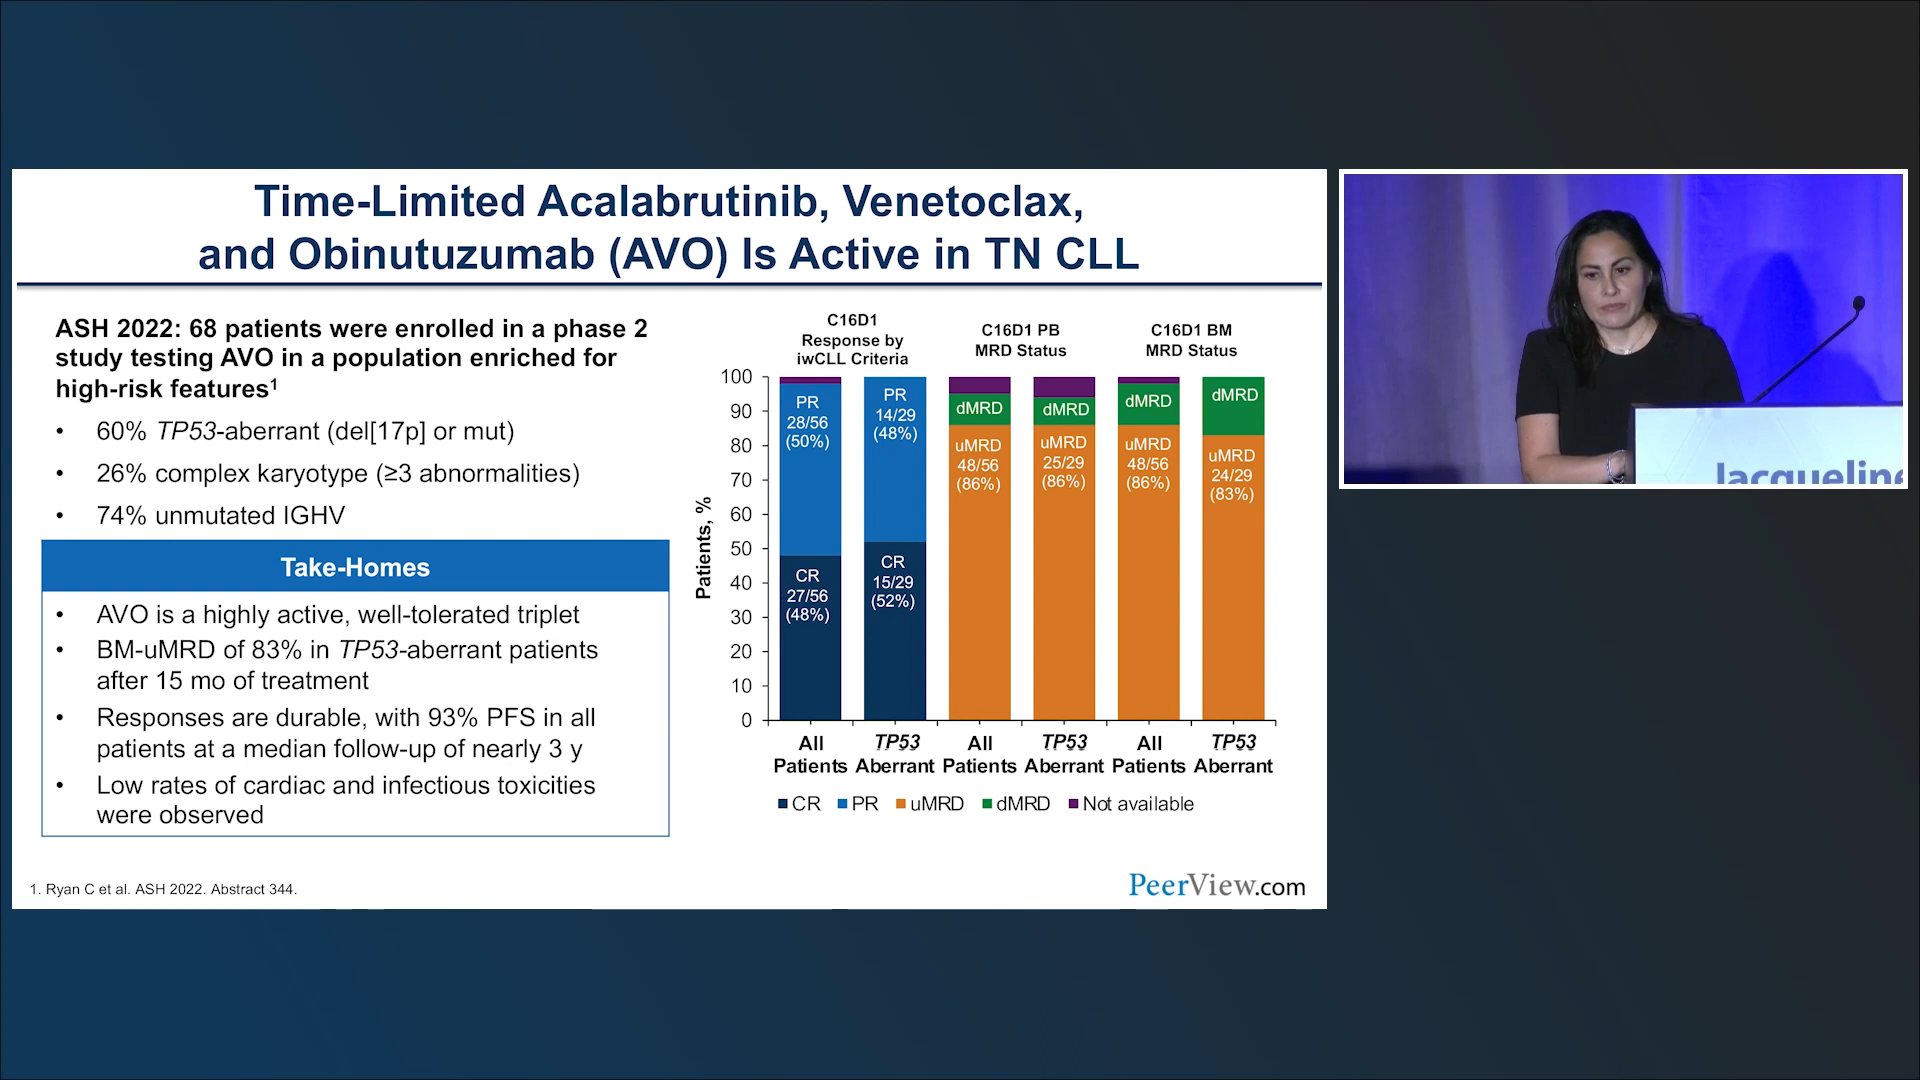 Time-Limited Acalabrutinib, Venetoclax,
and Obinutuzumab (AVO) Is Active in TN CLL
ASH 2022: 68 patients were enrolled in a phase 2
study testing AVO in a population enriched for
high-risk features¹
• 60% TP53-aberrant (del[17p] or mut)
• 26% complex karyotype (≥3 abnormalities)
• 74% unmutated IGHV
Take-Homes
• AVO is a highly active, well-tolerated triplet
• BM-uMRD of 83% in TP53-aberrant patients
after 15 mo of treatment
• Responses are durable, with 93% PFS in all
patients at a median follow-up of nearly 3 y
• Low rates of cardiac and infectious toxicities
were observed
C16D1
Response by
iwCLL Criteria
C16D1 PB
MRD Status
C16D1 BM
MRD Status
Patients, %
100
90
80
70
60
50
40
30
20
10
0
PR
28/56
(50%)
CR
27/56
(48%)
PR
14/29
(48%)
CR
15/29
(52%)
dMRD
uMRD
48/56
(86%)
dMRD
uMRD
25/29
(86%)
dMRD
uMRD
48/56
(86%)
dMRD
uMRD
24/29
(83%)
All
Patients
TP53
Aberrant
All
Patients
TP53
Aberrant
All
Patients
TP53
Aberrant
CR PR uMRD dMRD Not available
1. Ryan C et al. ASH 2022. Abstract 344.
PeerView.com
Jacqueline